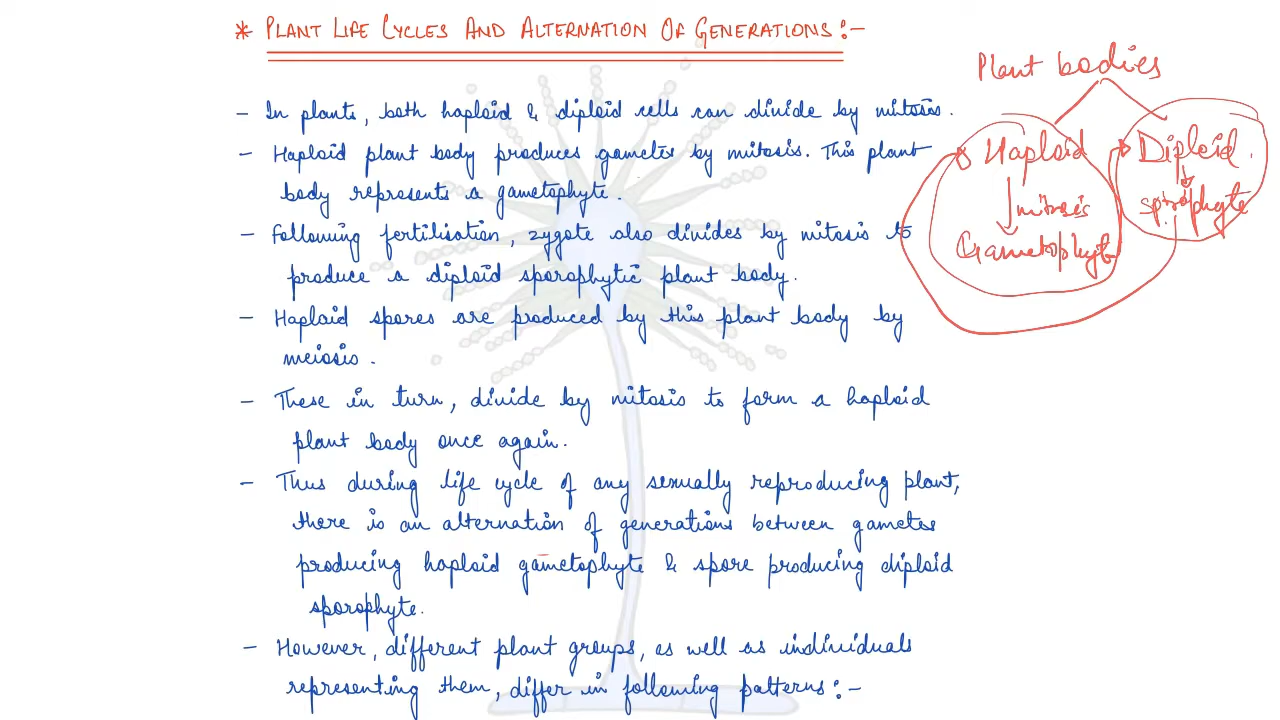 * PLANT LIFE CYCLES AND ALTERNATION OF GENERATIONS:-
- In plants, both haploid & diploid cells can divide by mitosis.
- Haploid plant body produces gametes by mitosis. This plant
body represents a gametophyte.
- Following fertilisation, zygote also divides by mitosis to
produce a diploid sporophytic plant body.
- Haploid spores are produced by this plant body by
meiosis.
- These in turn, divide by mitosis to form a haploid
plant body once again.
- Thus during life cycle of any sexually reproducing plant,
there is an alternation of generations between gametes
producing haploid gametophyte & spore producing diploid
sporophyte.
- However, different plant groups, as well as individuals
representing them, differ in following patterns:-
Plant bodies
Haploid
mitosis
Gametophyte
Diploid.
sporophyte